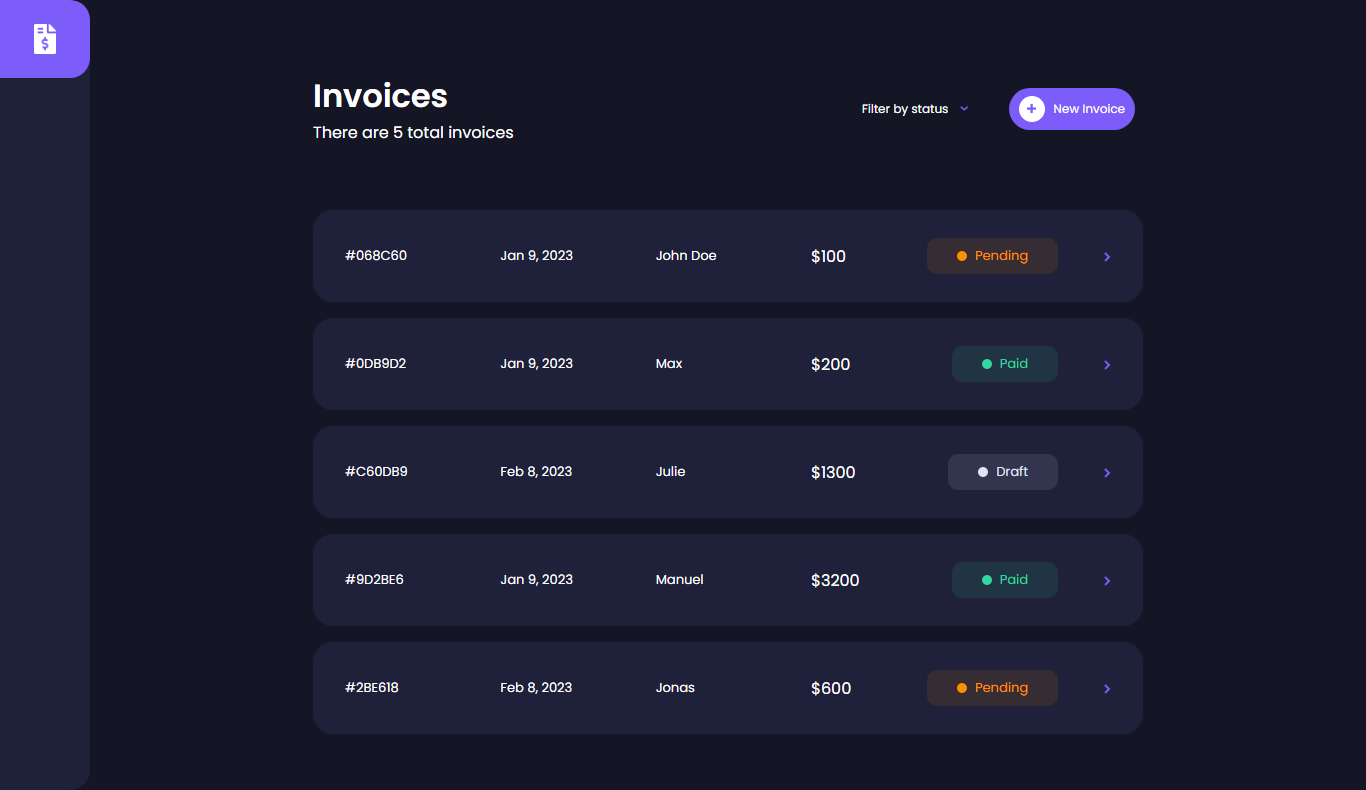 $
Invoices
There are 5 total invoices
Filter by status
+ New Invoice
#068C60 Jan 9, 2023 John Doe $100 Pending
#0DB9D2 Jan 9, 2023 Max $200 Paid
#C60DB9 Feb 8, 2023 Julie $1300 Draft
#9D2BE6 Jan 9, 2023 Manuel $3200 Paid
#2BE618 Feb 8, 2023 Jonas $600 Pending